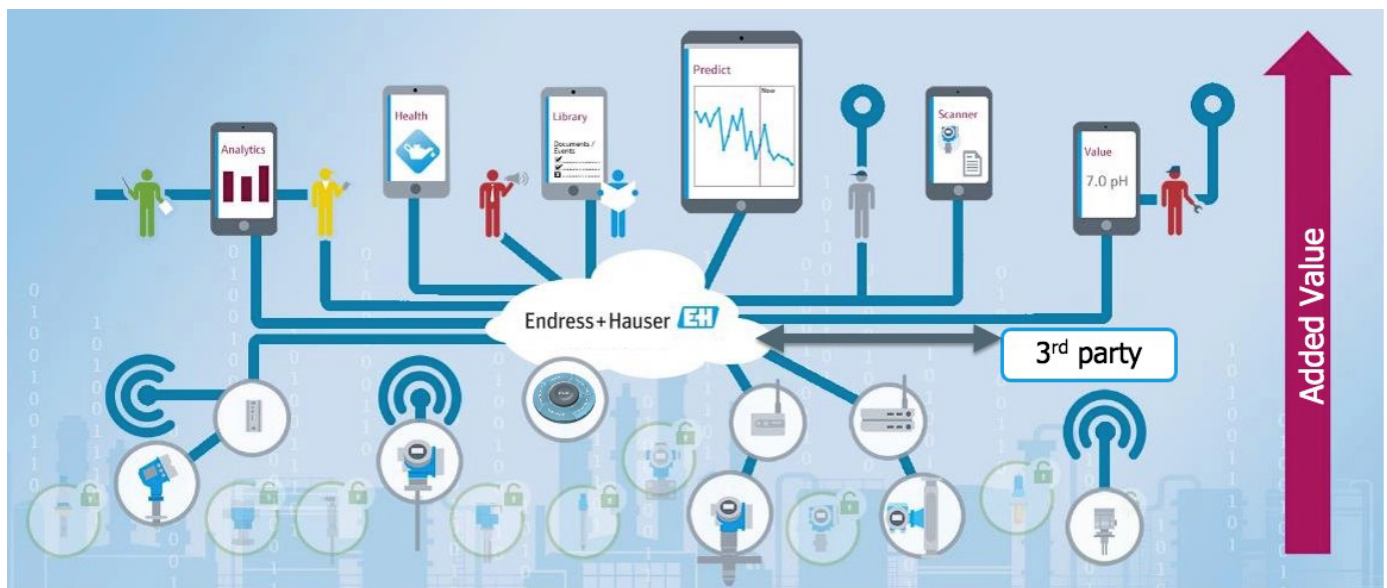 Predict
Now
Health
Library
Documents /
Events
Scanner
Analytics
Value
7.0 pH
Endress+Hauser EH
3rd party
Added Value